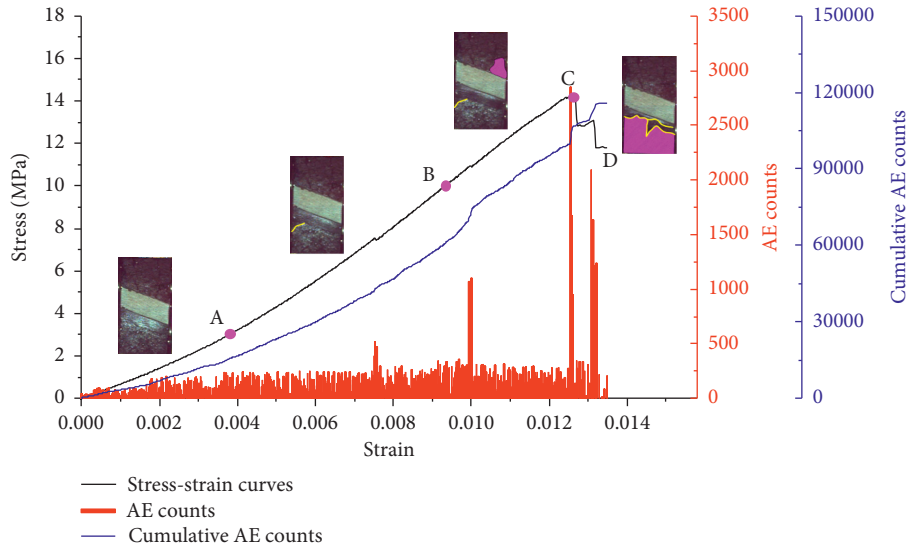 18
16
14
12
10
8
6
4
2
0
Stress (MPa)
3500
3000
2500
2000
1500
1000
500
0
AE counts
150000
120000
90000
60000
30000
0
Cumulative AE counts
A
B
C
D
0.000 0.002 0.004 0.006 0.008 0.010 0.012 0.014
Strain
Stress-strain curves
AE counts
Cumulative AE counts